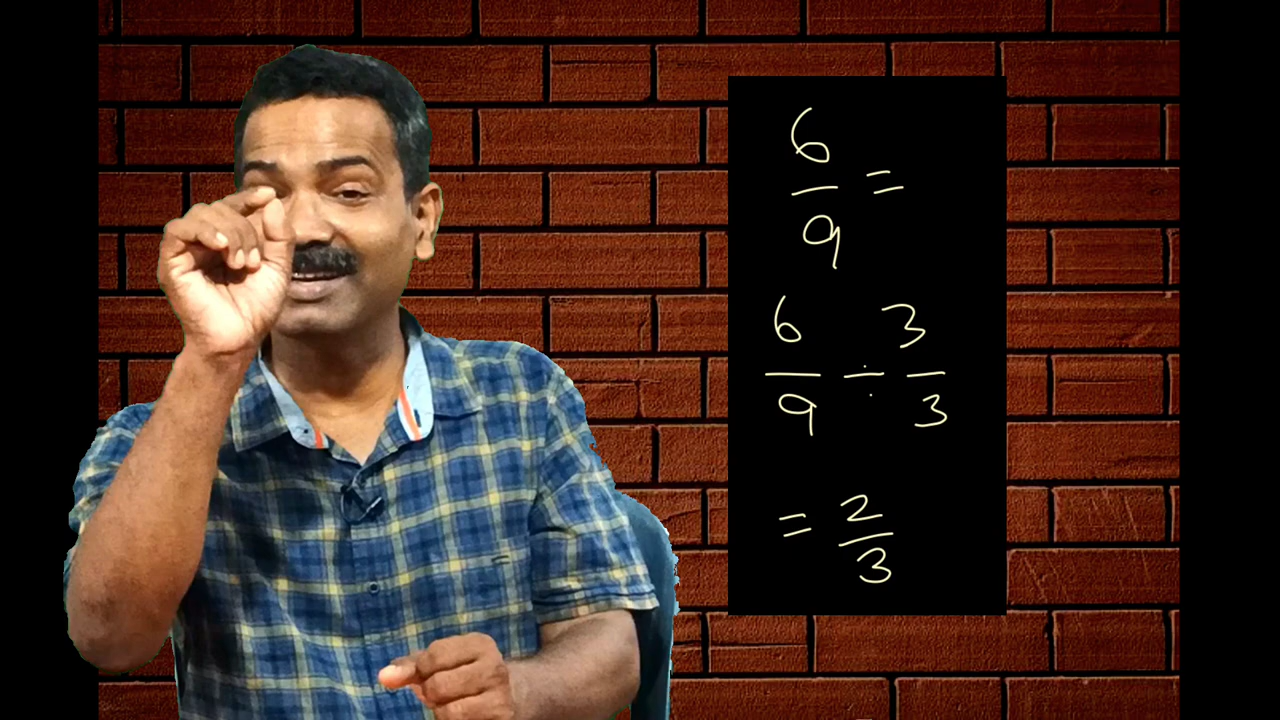 6/9 =
6/9 ÷ 3/3
= 2/3